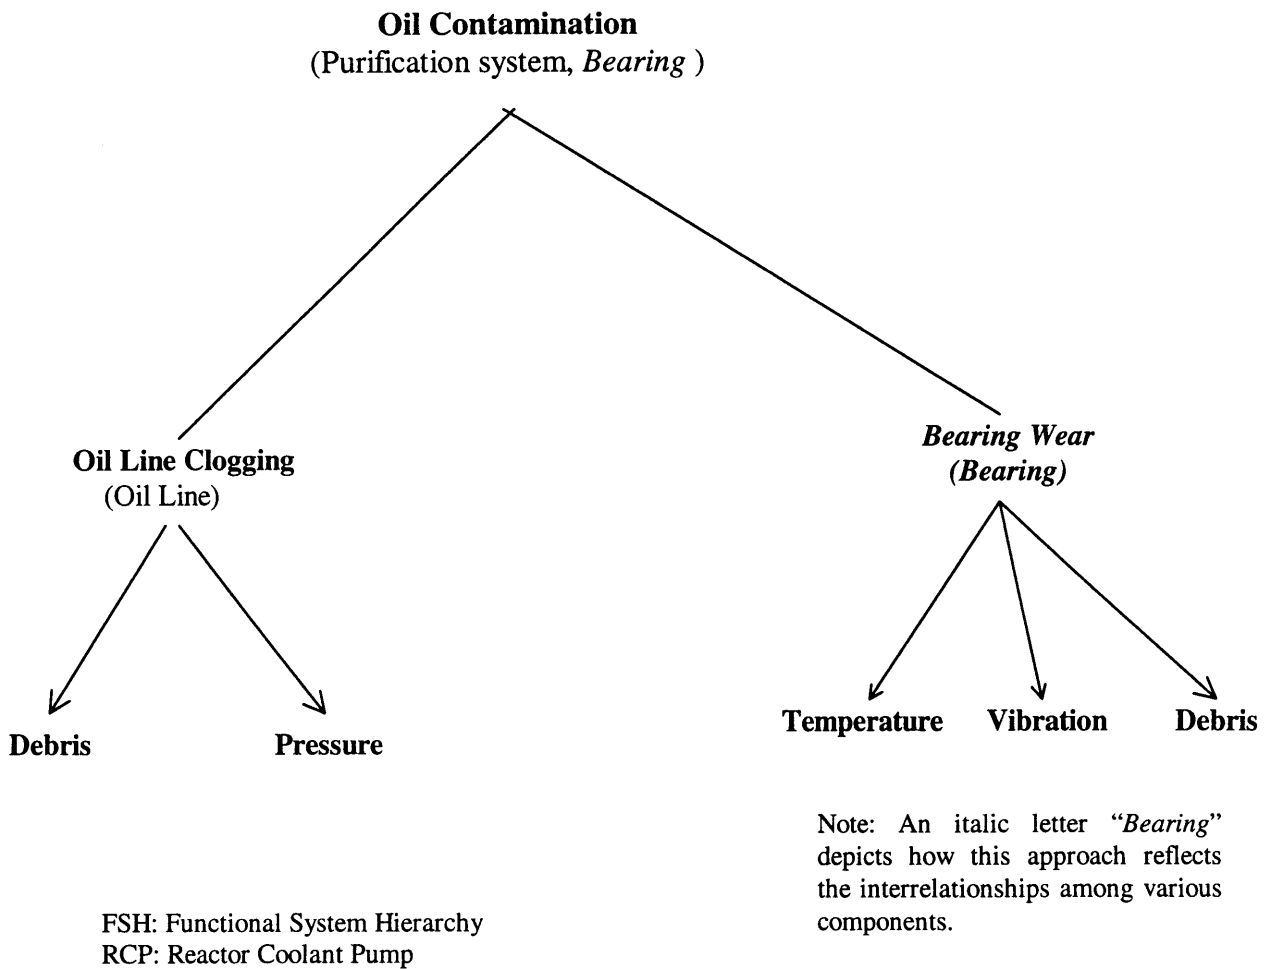 Oil Contamination
(Purification system, Bearing )
Oil Line Clogging
(Oil Line)
Bearing Wear
(Bearing)
Debris
Pressure
Temperature
Vibration
Debris
Note: An italic letter “Bearing”
depicts how this approach reflects
the interrelationships among various
components.
FSH: Functional System Hierarchy
RCP: Reactor Coolant Pump